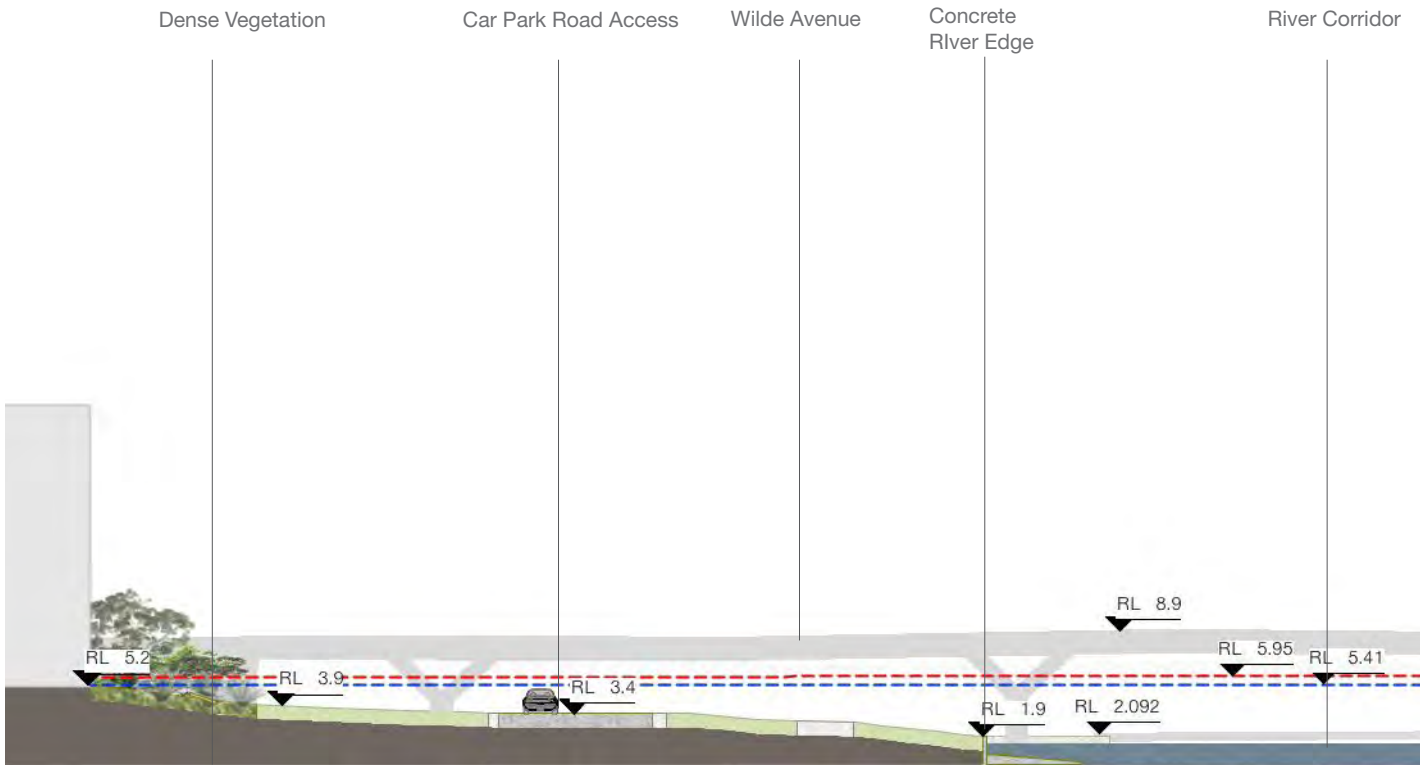 Dense Vegetation
Car Park Road Access
Wilde Avenue
Concrete
RIver Edge
River Corridor
RL 8.9
RL 5.2
RL 5.95
RL 5.41
RL 3.9
RL 3.4
RL 1.9
RL 2.092